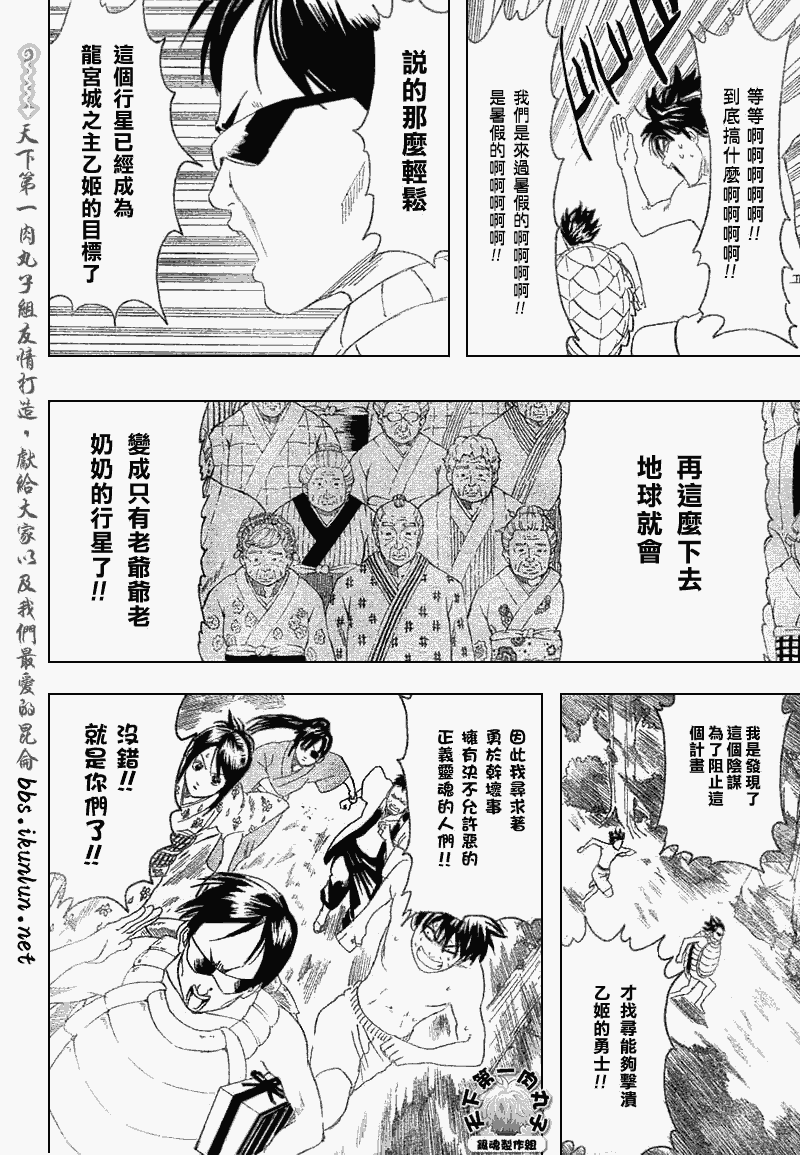 等等啊啊啊啊!!
到底搞什麼啊啊啊啊!!
我們是來過暑假的啊啊啊啊!!
是暑假的啊啊啊啊啊!!
說的那麼輕鬆
這個行星已經成為
龍宮城之主乙姬的目標了
再這麼下去
地球就會
變成只有老爺爺老
奶奶的行星了!!
我是發現了
這個陰謀
為了阻止這
個計畫
才找尋能夠擊潰
乙姬的勇士!!
因此我尋求著
勇於幹壞事
擁有決不允許惡的
正義靈魂的人們!!
沒錯!!
就是你們了!!
天下第一肉丸子組友情打造，獻給大家以及我們最愛的昆侖 bbs.ikunlun.net
天下第一肉丸子
銀魂製作組